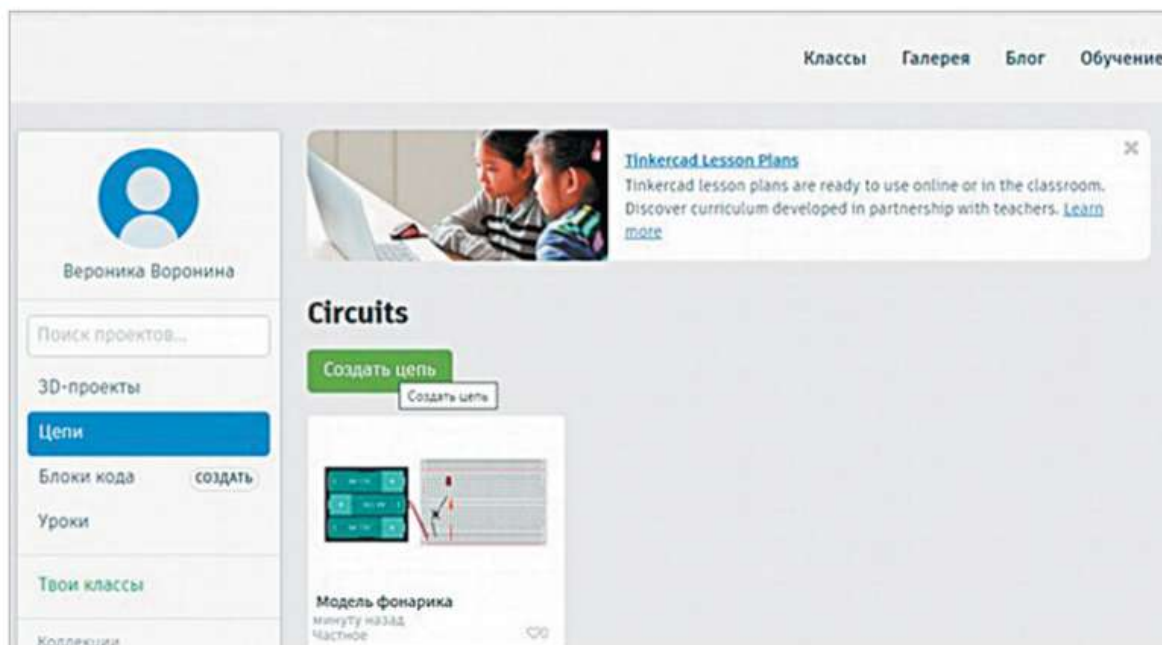 Классы Галерея Блог Обучение
Tinkercad Lesson Plans
Tinkercad lesson plans are ready to use online or in the classroom.
Discover curriculum developed in partnership with teachers. Learn
more
Вероника Воронина
Поиск проектов...
3D-проекты
Цепи
Блоки кода СОЗДАТЬ
Уроки
Твои классы
Коллекции
Circuits
Создать цепь
Создать цепь
Модель фонарика
минуту назад
Частное
0